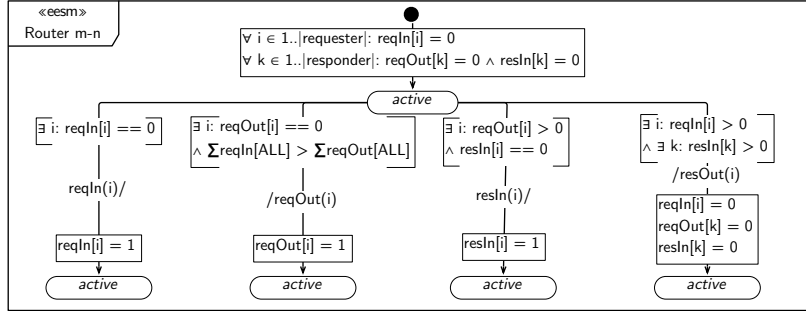 «eesm»
Router m-n
∀ i ∈ 1..|requester|: reqIn[i] = 0
∀ k ∈ 1..|responder|: reqOut[k] = 0 ∧ resIn[k] = 0
active
∃ i: reqIn[i] == 0
reqIn(i)/
reqIn[i] = 1
active
∃ i: reqOut[i] == 0
∧ ∑reqIn[ALL] > ∑reqOut[ALL]
/reqOut(i)
reqOut[i] = 1
active
∃ i: reqOut[i] > 0
∧ resIn[i] == 0
resIn(i)/
resIn[i] = 1
active
∃ i: reqIn[i] > 0
∧ ∃ k: resIn[k] > 0
/resOut(i)
reqIn[i] = 0
reqOut[k] = 0
resIn[k] = 0
active